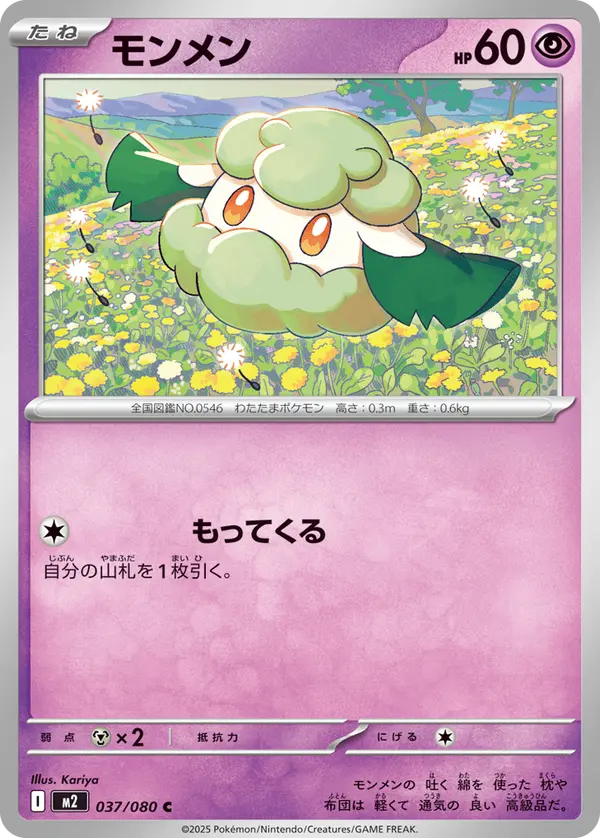 たね モンメン HP60
全国図鑑NO.0546 わたたまポケモン 高さ:0.3m 重さ:0.6kg
もってくる
自分の山札を1枚引く。
弱点 ×2 抵抗力 にげる
Illus. Kariya
I m2 037/080 C
モンメンの 吐く 綿を 使った 枕や
布団は 軽くて 通気の 良い 高級品だ。
©2025 Pokémon/Nintendo/Creatures/GAME FREAK.